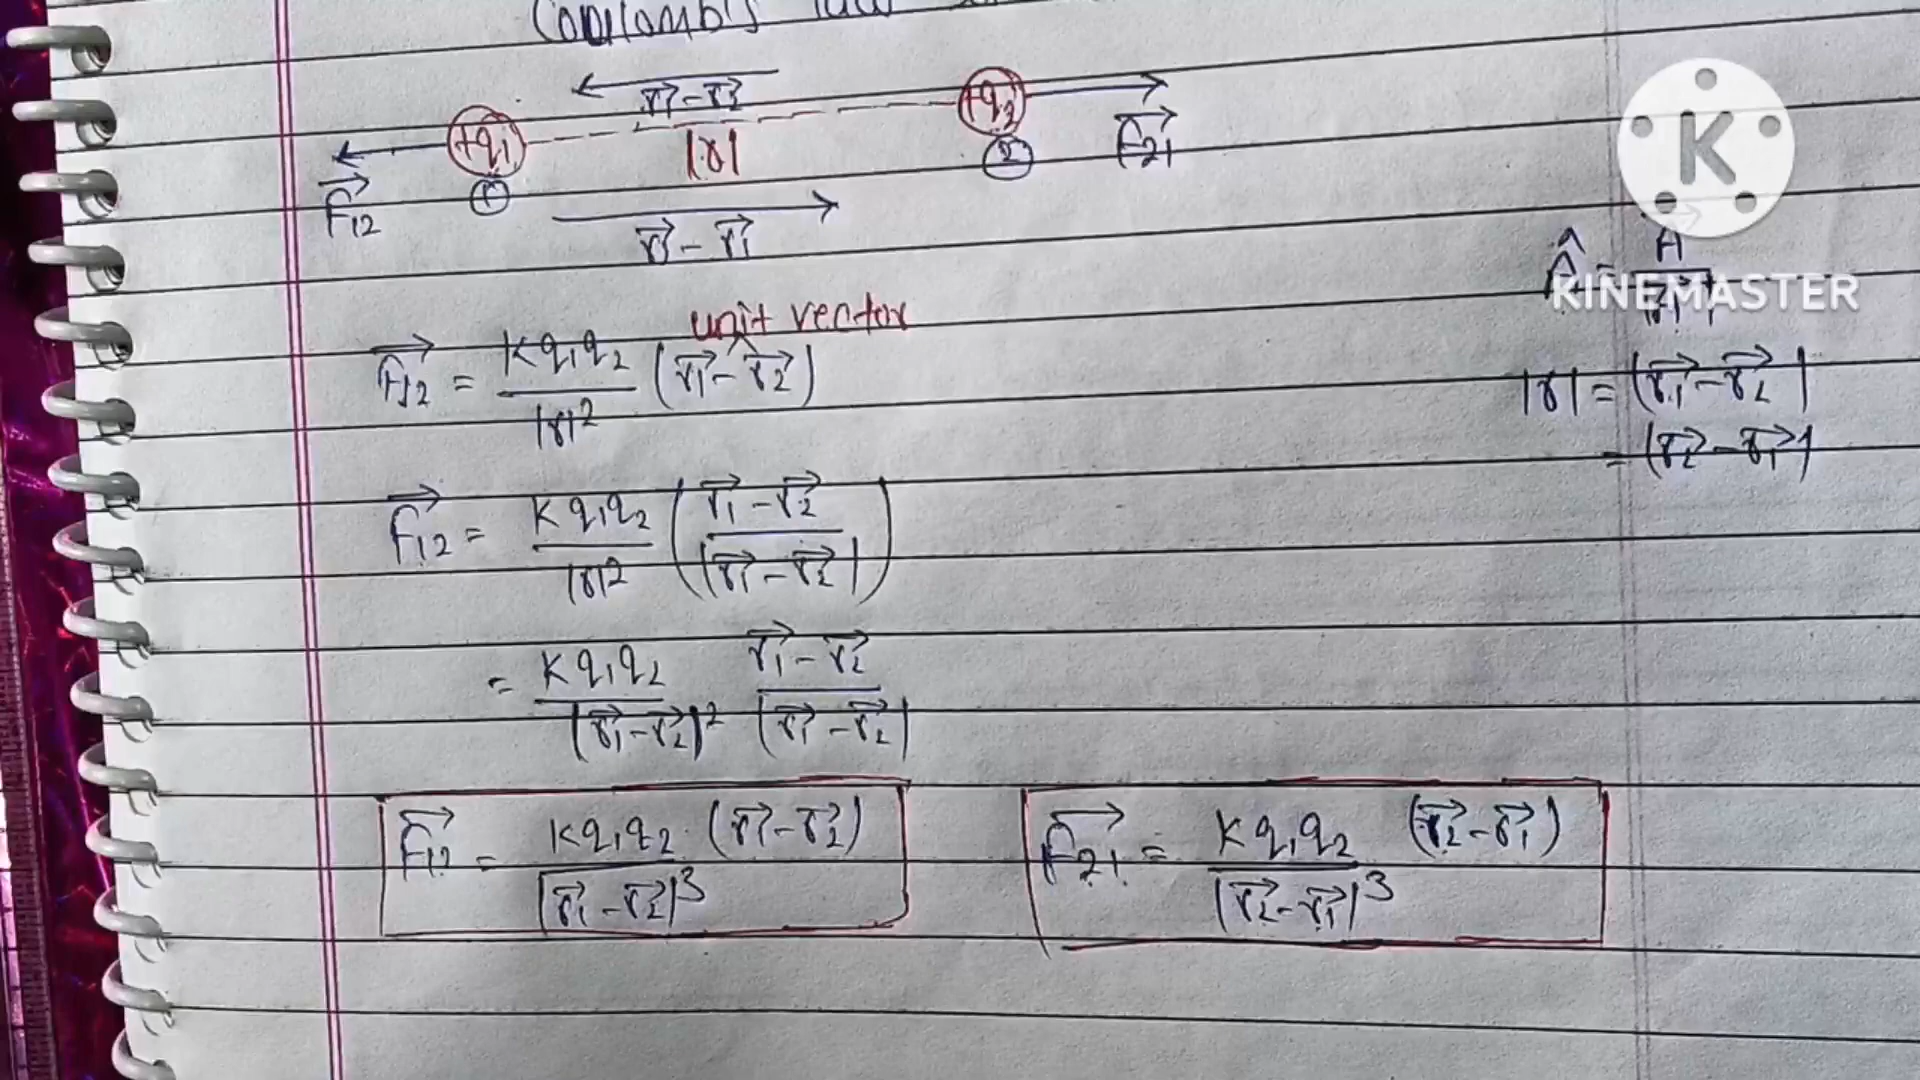 Coulomb's law
r₁⃗ - r₂⃗
+q₁ |r| +q₂
① ②
F₁₂⃗ F₂₁⃗
r₂⃗ - r₁⃗
K
KINEMASTER
Â = A⃗ / |A⃗|
unit vector
F₁₂⃗ = Kq₁q₂ / |r|² (r₁⃗ - r₂⃗)
|r| = |r₁⃗ - r₂⃗|
= |r₂⃗ - r₁⃗|
F₁₂⃗ = Kq₁q₂ / |r|² ( r₁⃗ - r₂⃗ / |r₁⃗ - r₂⃗| )
= Kq₁q₂ / |r₁⃗ - r₂⃗|² r₁⃗ - r₂⃗ / |r₁⃗ - r₂⃗|
F₁₂⃗ = Kq₁q₂ (r₁⃗ - r₂⃗) / |r₁⃗ - r₂⃗|³
F₂₁⃗ = Kq₁q₂ (r₂⃗ - r₁⃗) / |r₂⃗ - r₁⃗|³